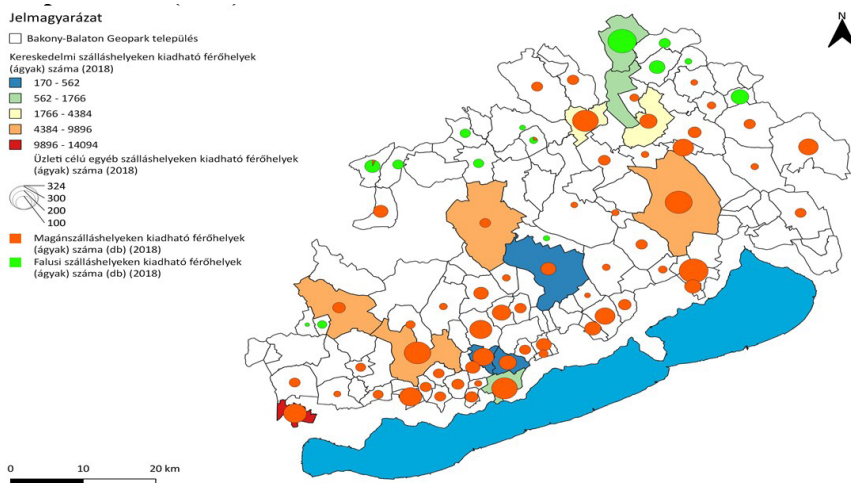 Jelmagyarázat
Bakony-Balaton Geopark település
Kereskedelmi szálláshelyeken kiadható férőhelyek
(ágyak) száma (2018)
170 - 562
562 - 1766
1766 - 4384
4384 - 9896
9896 - 14094
Üzleti célú egyéb szálláshelyeken kiadható férőhelyek
(ágyak) száma (2018)
324
300
200
100
Magánszálláshelyeken kiadható férőhelyek
(ágyak) száma (db) (2018)
Falusi szálláshelyeken kiadható férőhelyek
(ágyak) száma (db) (2018)
N
0 10 20 km